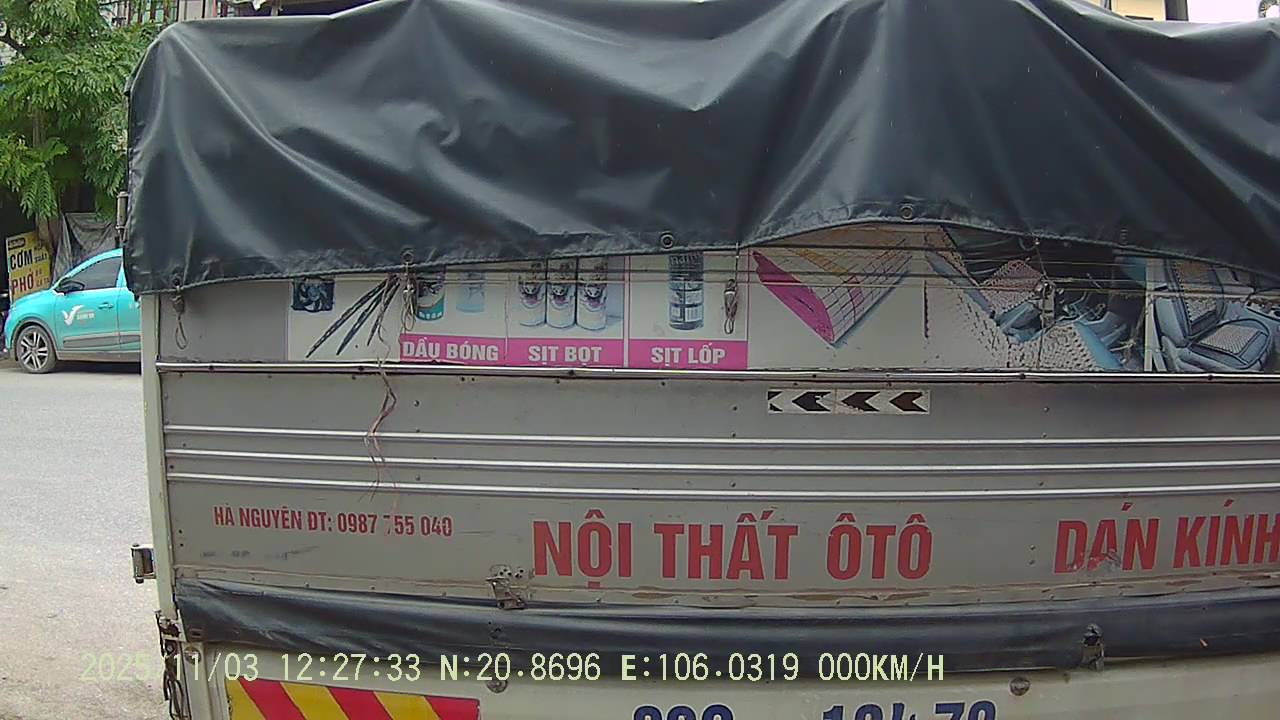 CƠM
PHỞ
DẦU BÓNG
SỊT BỌT
SỊT LỐP
HÀ NGUYÊN ĐT: 0987 755 040
NỘI THẤT ÔTÔ
DÁN KÍNH
2025/11/03 12:27:33 N:20.8696 E:106.0319 000KM/H